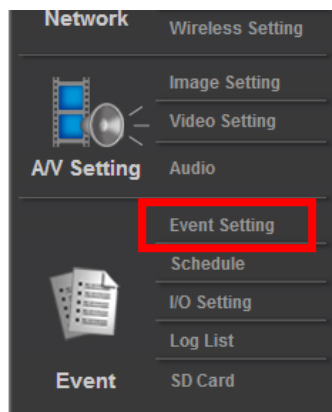 Network
Wireless Setting
Image Setting
Video Setting
A/V Setting
Audio
Event Setting
Schedule
I/O Setting
Log List
Event
SD Card